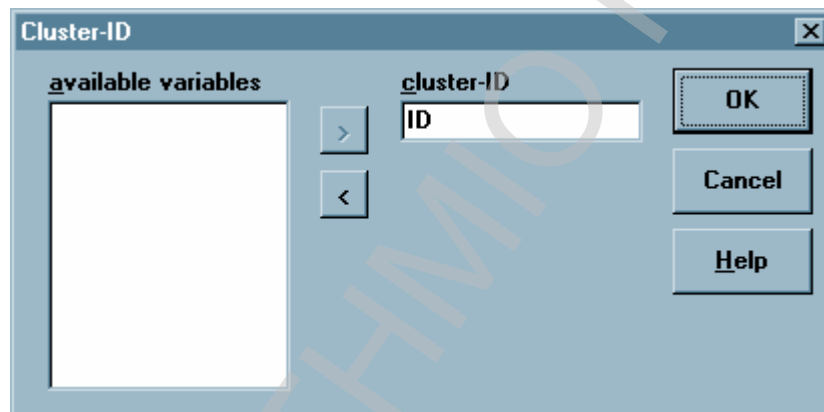 Cluster-ID
available variables
cluster-ID
ID
>
<
OK
Cancel
Help